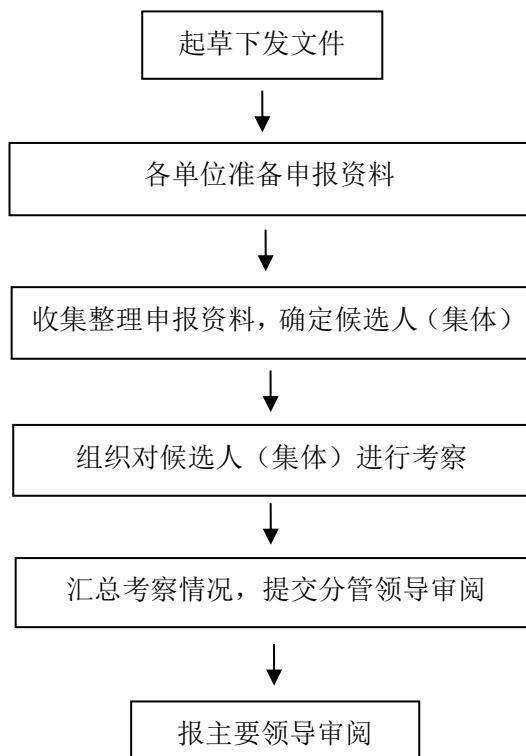 起草下发文件
各单位准备申报资料
收集整理申报资料，确定候选人（集体）
组织对候选人（集体）进行考察
汇总考察情况，提交分管领导审阅
报主要领导审阅